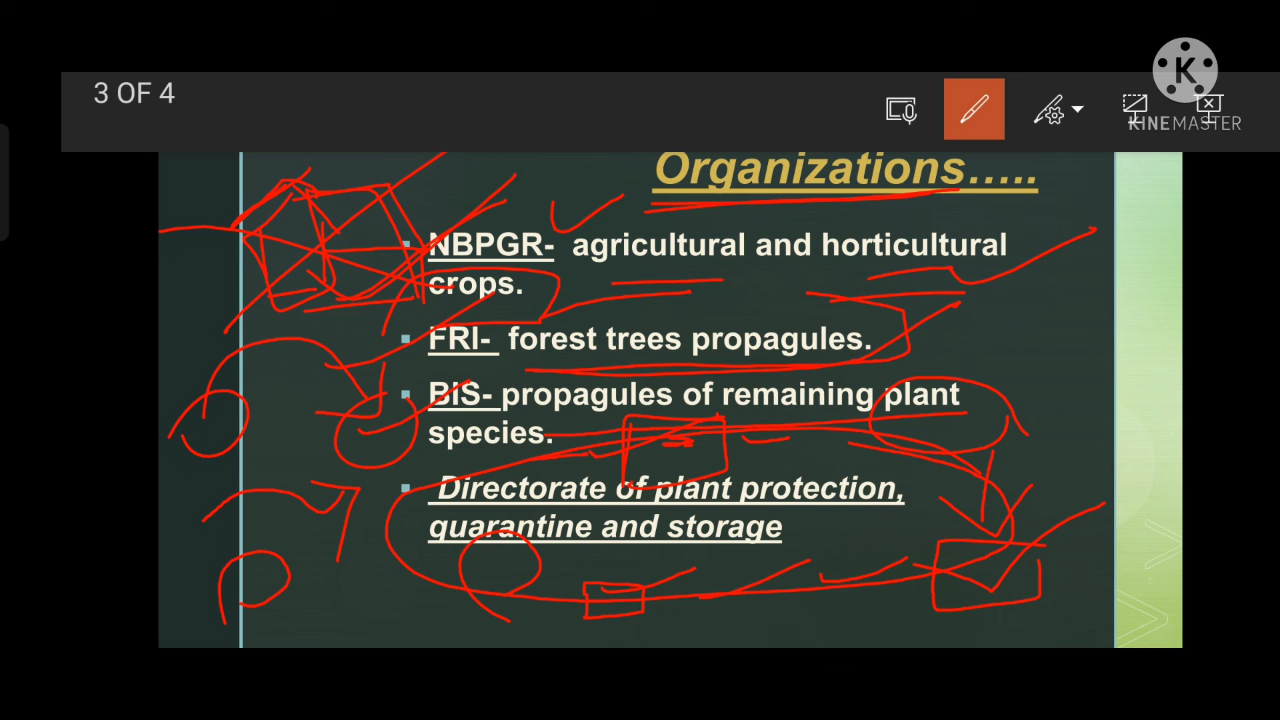 3 OF 4
K
KINEMASTER
Organizations.....
NBPGR- agricultural and horticultural
crops.
FRI- forest trees propagules.
BIS- propagules of remaining plant
species.
Directorate of plant protection,
quarantine and storage